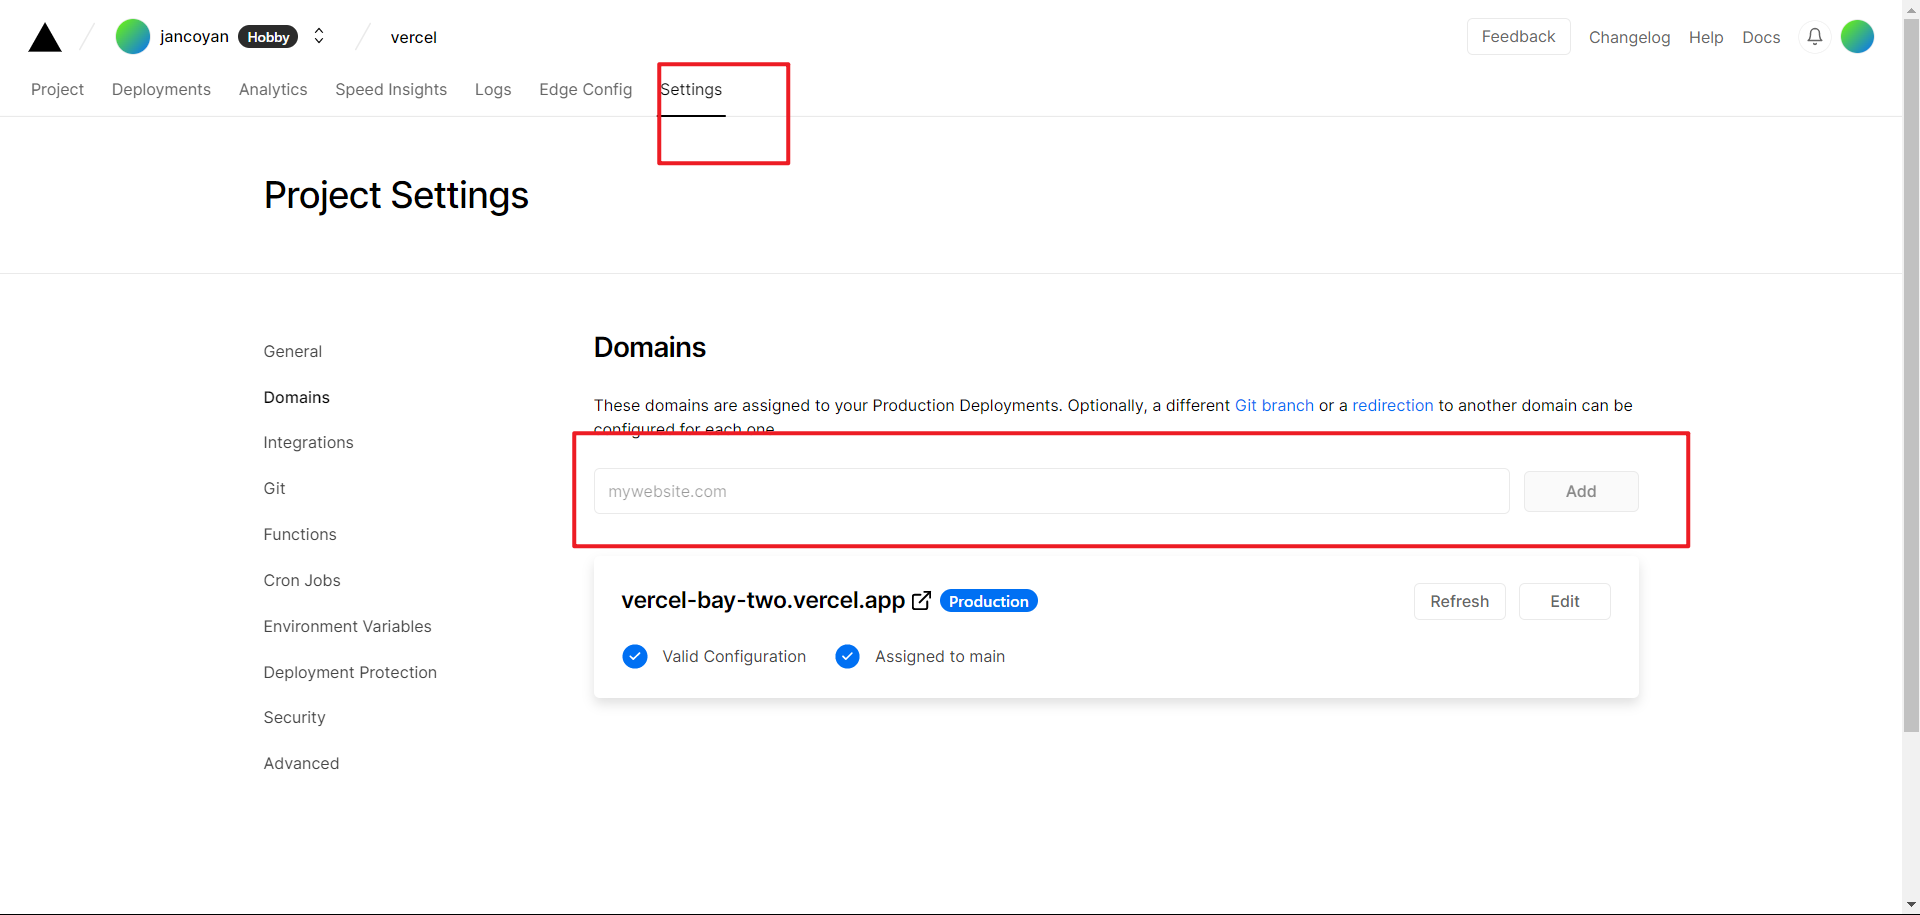 jancoyan Hobby vercel Feedback Changelog Help Docs
Project Deployments Analytics Speed Insights Logs Edge Config Settings
Project Settings
General
Domains
Integrations
Git
Functions
Cron Jobs
Environment Variables
Deployment Protection
Security
Advanced
Domains
These domains are assigned to your Production Deployments. Optionally, a different Git branch or a redirection to another domain can be
configured for each one.
mywebsite.com Add
vercel-bay-two.vercel.app Production Refresh Edit
Valid Configuration Assigned to main